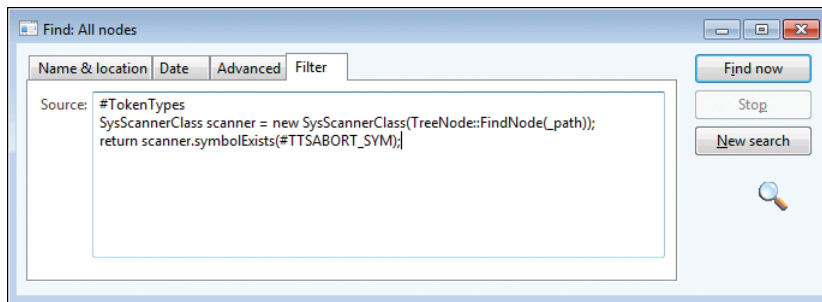 Find: All nodes
Name & location Date Advanced Filter
Find now
Source: #TokenTypes
SysScannerClass scanner = new SysScannerClass(TreeNode::FindNode(_path));
return scanner.symbolExists(#TTSABORT_SYM);
Stop
New search